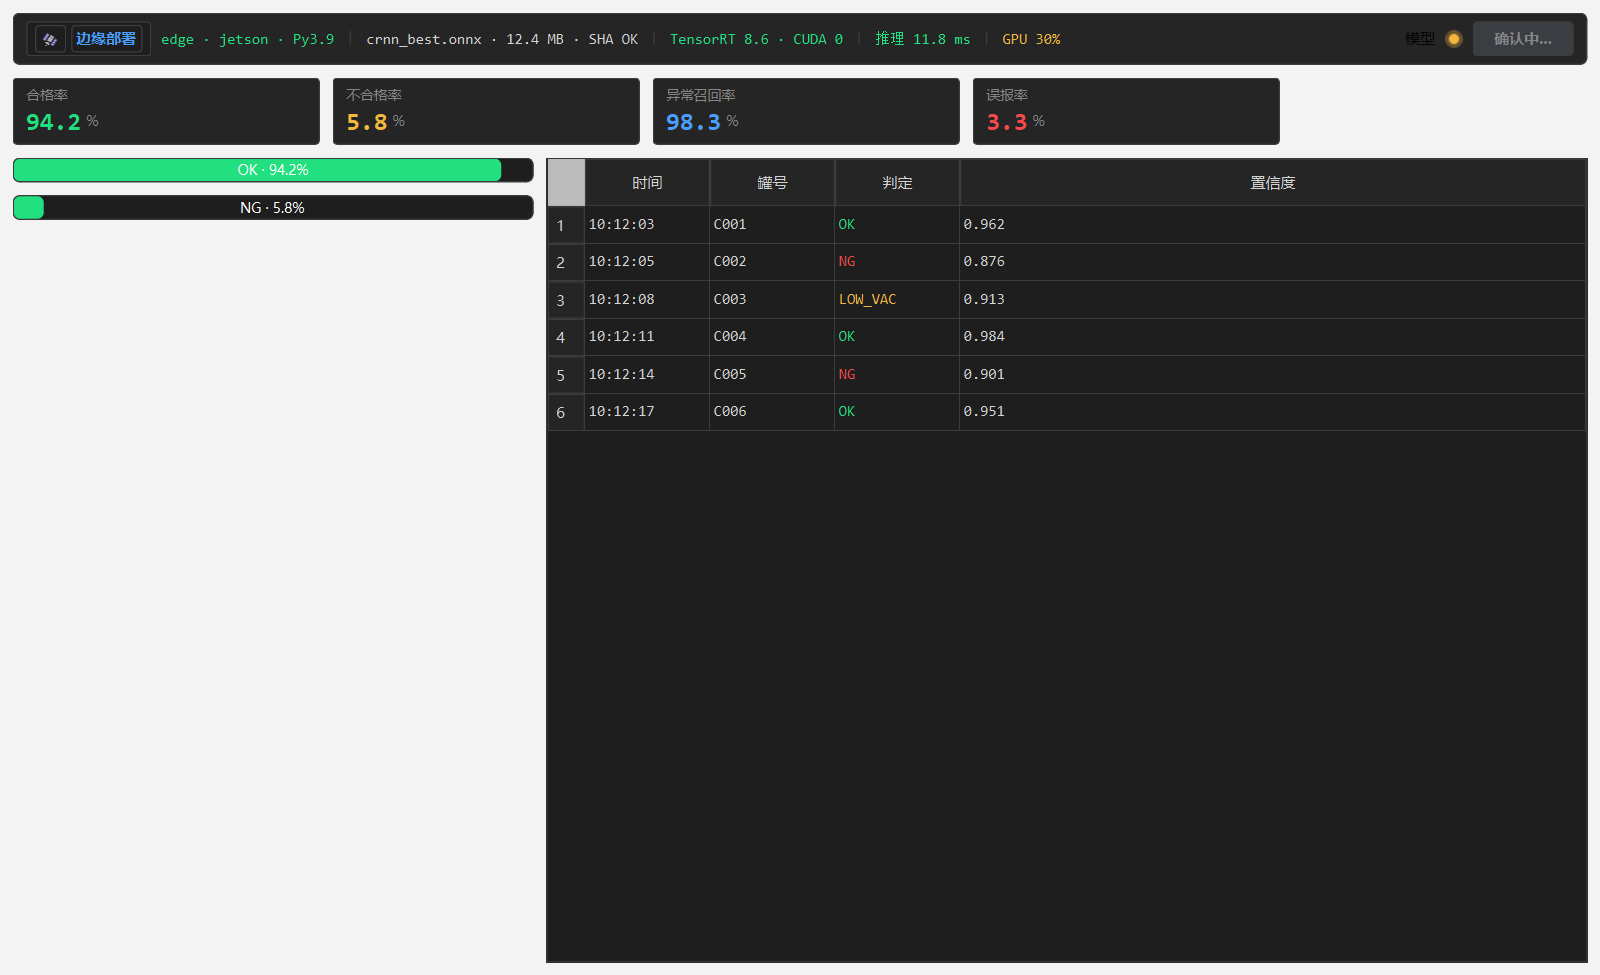 边缘部署 edge · jetson · Py3.9 | crnn_best.onnx · 12.4 MB · SHA OK | TensorRT 8.6 · CUDA 0 | 推理 11.8 ms | GPU 30% 模型 确认中...
合格率 不合格率 异常召回率 误报率
94.2 % 5.8 % 98.3 % 3.3 %
OK · 94.2%
NG · 5.8%
时间 罐号 判定 置信度
1 10:12:03 C001 OK 0.962
2 10:12:05 C002 NG 0.876
3 10:12:08 C003 LOW_VAC 0.913
4 10:12:11 C004 OK 0.984
5 10:12:14 C005 NG 0.901
6 10:12:17 C006 OK 0.951